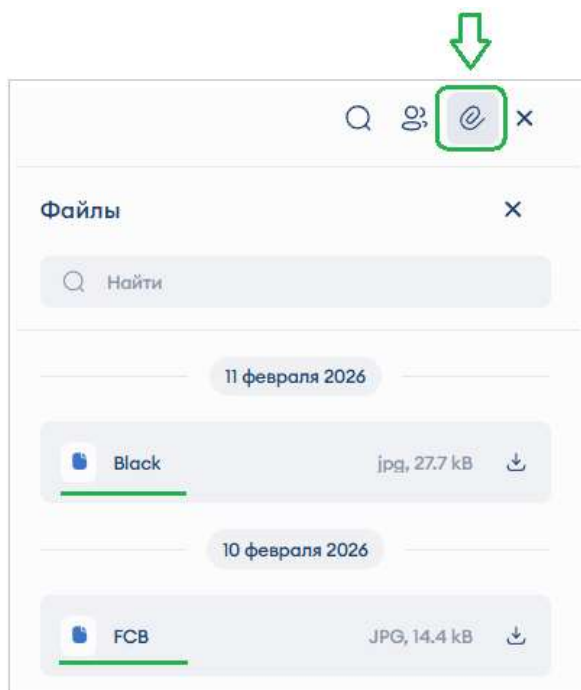 Файлы
Найти
11 февраля 2026
Black jpg, 27.7 kB
10 февраля 2026
FCB JPG, 14.4 kB